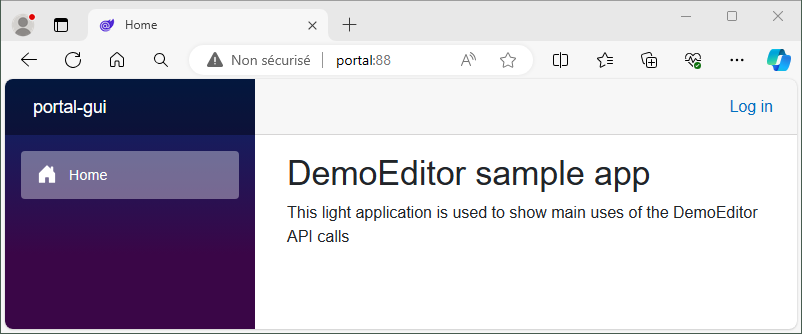 Home
Non sécurisé
portal:88
portal-gui
Log in
Home
DemoEditor sample app
This light application is used to show main uses of the DemoEditor
API calls